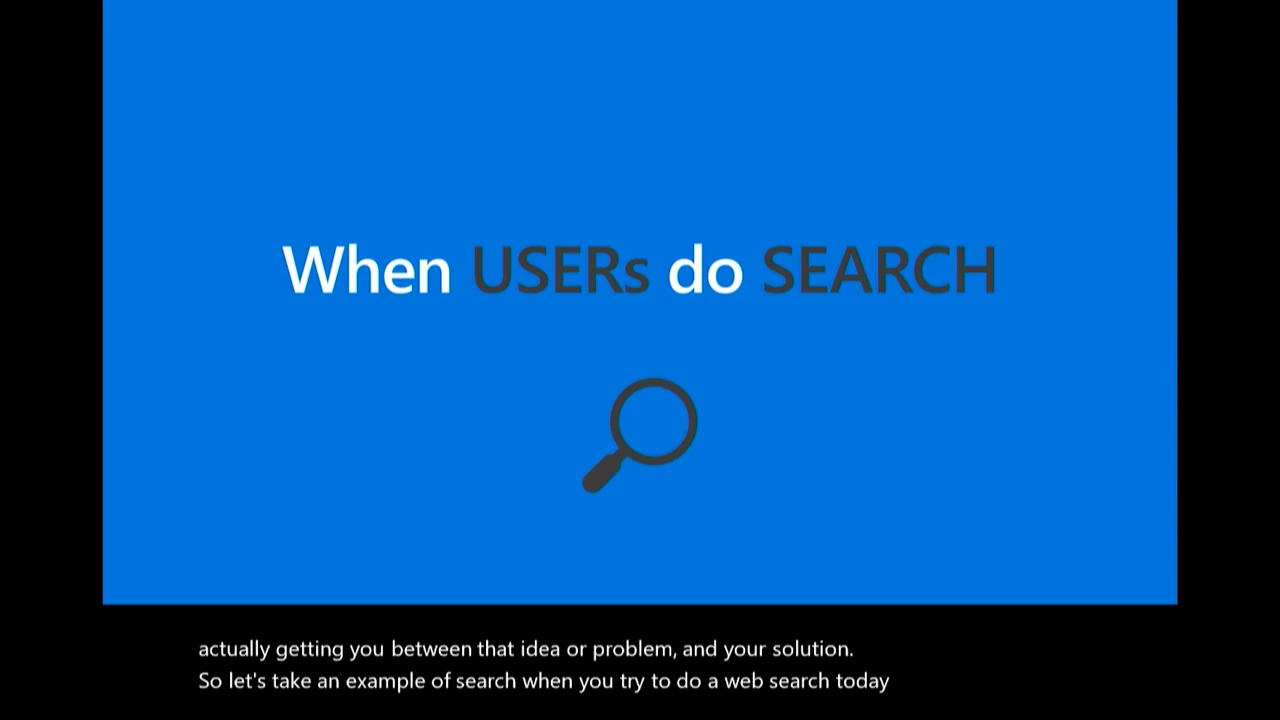 When USERs do SEARCH
actually getting you between that idea or problem, and your solution.
So let's take an example of search when you try to do a web search today